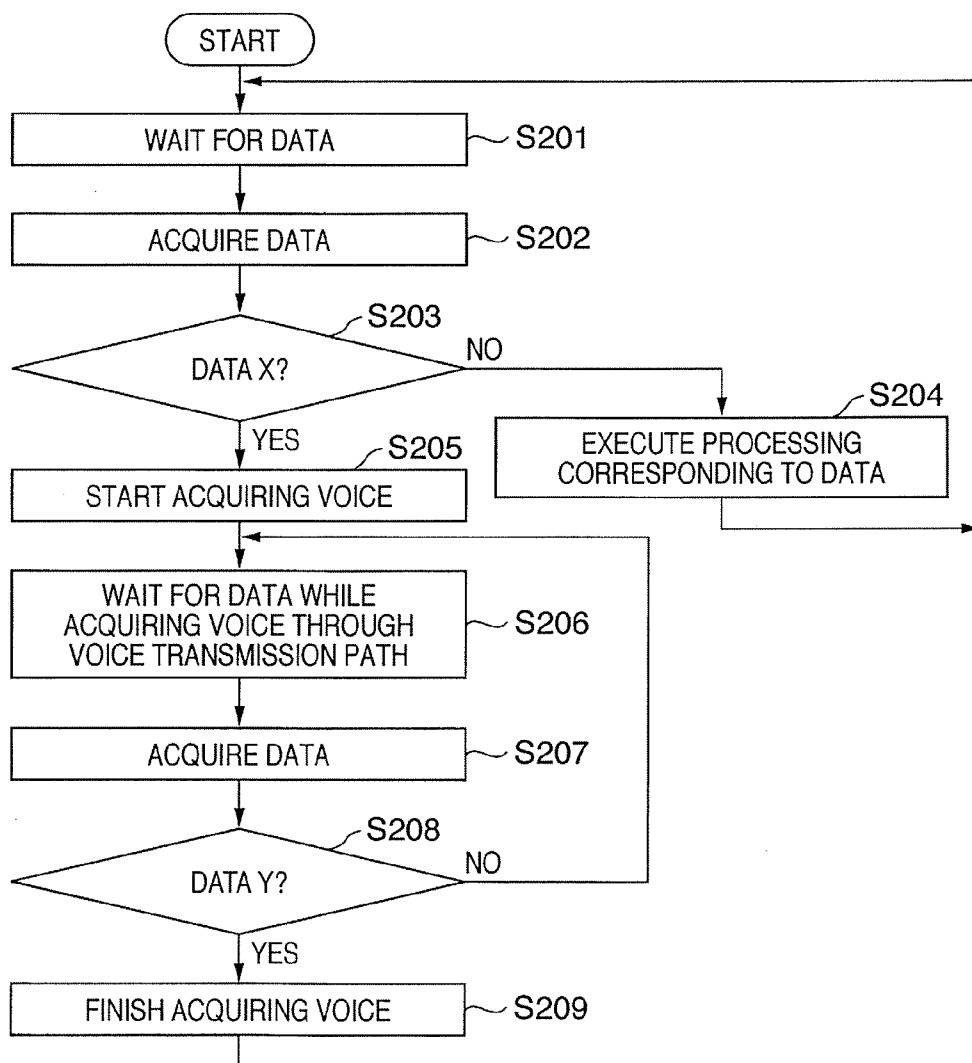 START
WAIT FOR DATA
S201
ACQUIRE DATA
S202
S203
DATA X?
NO
YES
S204
EXECUTE PROCESSING
CORRESPONDING TO DATA
S205
START ACQUIRING VOICE
WAIT FOR DATA WHILE
ACQUIRING VOICE THROUGH
VOICE TRANSMISSION PATH
S206
ACQUIRE DATA
S207
S208
DATA Y?
NO
YES
FINISH ACQUIRING VOICE
S209